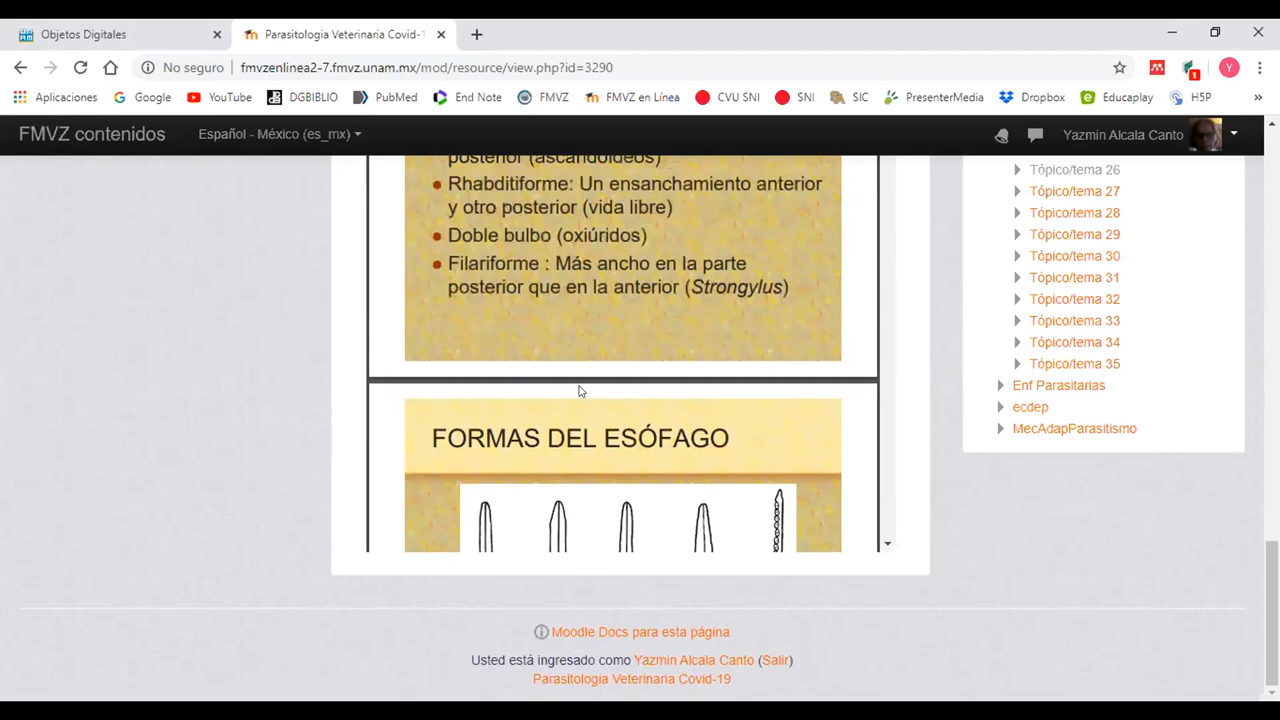 Objetos Digitales
Parasitologia Veterinaria Covid-1
No seguro
fmvzenlinea2-7.fmvz.unam.mx/mod/resource/view.php?id=3290
1
Y
Aplicaciones
Google
YouTube
DGBIBLIO
PubMed
End Note
FMVZ
FMVZ en Línea
CVU SNI
SNI
SIC
PresenterMedia
Dropbox
Educaplay
H5P
»
FMVZ contenidos
Español - México (es_mx)
Yazmin Alcala Canto
posterior (ascaridoideos)
Rhabditiforme: Un ensanchamiento anterior
y otro posterior (vida libre)
Doble bulbo (oxiúridos)
Filariforme : Más ancho en la parte
posterior que en la anterior (Strongylus)
FORMAS DEL ESÓFAGO
Tópico/tema 26
Tópico/tema 27
Tópico/tema 28
Tópico/tema 29
Tópico/tema 30
Tópico/tema 31
Tópico/tema 32
Tópico/tema 33
Tópico/tema 34
Tópico/tema 35
Enf Parasitarias
ecdep
MecAdapParasitismo
Moodle Docs para esta página
Usted está ingresado como Yazmin Alcala Canto (Salir)
Parasitologia Veterinaria Covid-19